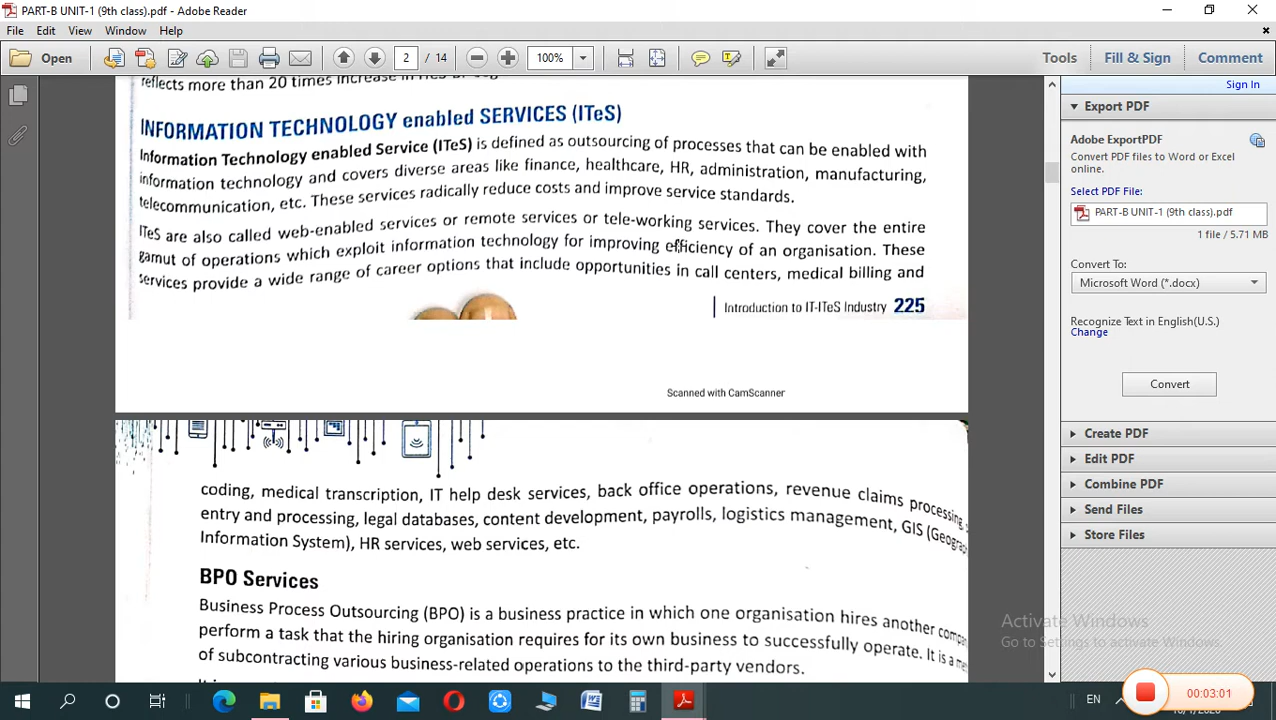 PART-B UNIT-1 (9th class).pdf - Adobe Reader
File Edit View Window Help
Open 2 / 14 100% Tools Fill & Sign Comment
Sign In
reflects more than 20 times increase in
INFORMATION TECHNOLOGY enabled SERVICES (ITeS)
Information Technology enabled Service (ITeS) is defined as outsourcing of processes that can be enabled with
information technology and covers diverse areas like finance, healthcare, HR, administration, manufacturing,
telecommunication, etc. These services radically reduce costs and improve service standards.
ITeS are also called web-enabled services or remote services or tele-working services. They cover the entire
gamut of operations which exploit information technology for improving efficiency of an organisation. These
services provide a wide range of career options that include opportunities in call centers, medical billing and
Introduction to IT-ITeS Industry 225
Scanned with CamScanner
coding, medical transcription, IT help desk services, back office operations, revenue claims processing,
entry and processing, legal databases, content development, payrolls, logistics management, GIS
Information System), HR services, web services, etc.
BPO Services
Business Process Outsourcing (BPO) is a business practice in which one organisation hires another
perform a task that the hiring organisation requires for its own business to successfully operate. It is a
of subcontracting various business-related operations to the third-party vendors.
Export PDF
Adobe ExportPDF
Convert PDF files to Word or Excel
online.
Select PDF File:
PART-B UNIT-1 (9th class).pdf
1 file / 5.71 MB
Convert To:
Microsoft Word (*.docx)
Recognize Text in English(U.S.)
Change
Convert
Create PDF
Edit PDF
Combine PDF
Send Files
Store Files
Activate Windows
Go to Settings to activate Windows.
EN
00:03:01